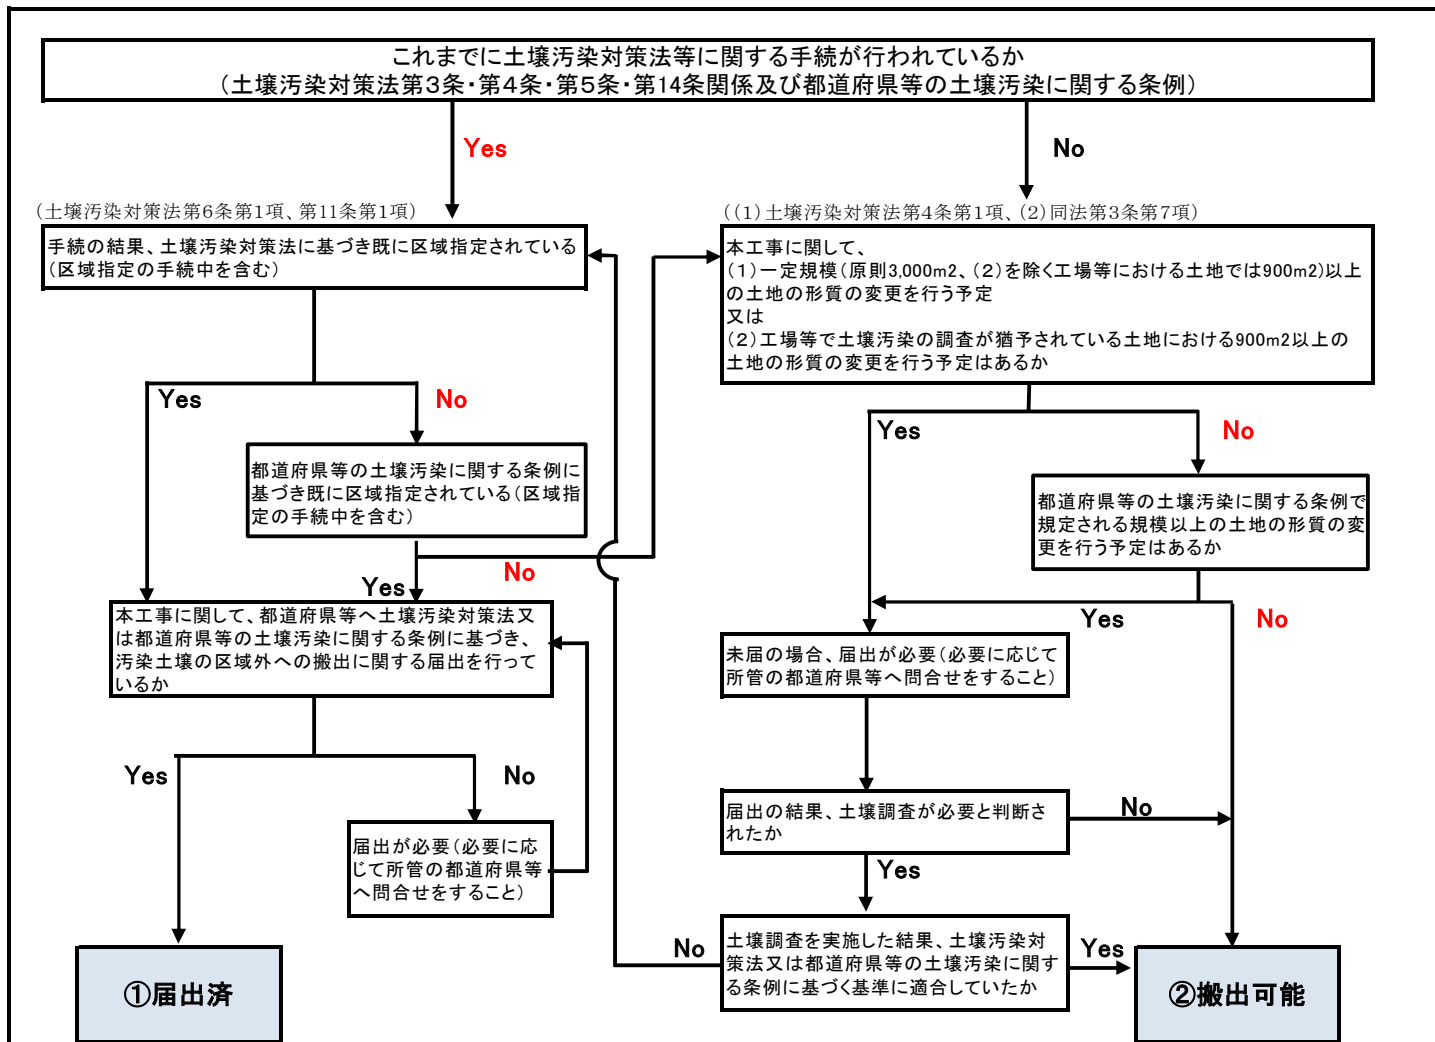 これまでに土壌汚染対策法等に関する手続が行われているか
(土壌汚染対策法第3条・第4条・第5条・第14条関係及び都道府県等の土壌汚染に関する条例)
Yes
No
(土壌汚染対策法第6条第1項、第11条第1項)
((1)土壌汚染対策法第4条第1項、(2)同法第3条第7項)
手続の結果、土壌汚染対策法に基づき既に区域指定されている
(区域指定の手続中を含む)
本工事に関して、
(1)一定規模(原則3,000m2、(2)を除く工場等における土地では900m2)以上
の土地の形質の変更を行う予定
又は
(2)工場等で土壌汚染の調査が猶予されている土地における900m2以上の
土地の形質の変更を行う予定はあるか
Yes
No
Yes
No
都道府県等の土壌汚染に関する条例に
基づき既に区域指定されている(区域指
定の手続中を含む)
都道府県等の土壌汚染に関する条例で
規定される規模以上の土地の形質の変
更を行う予定はあるか
Yes
No
Yes
No
本工事に関して、都道府県等へ土壌汚染対策法又
は都道府県等の土壌汚染に関する条例に基づき、
汚染土壌の区域外への搬出に関する届出を行って
いるか
未届の場合、届出が必要(必要に応じて
所管の都道府県等へ問合せをすること)
Yes
No
届出が必要(必要に応
じて所管の都道府県等
へ問合せをすること)
届出の結果、土壌調査が必要と判断さ
れたか
No
Yes
土壌調査を実施した結果、土壌汚染対
策法又は都道府県等の土壌汚染に関す
る条例に基づく基準に適合していたか
No
Yes
①届出済
②搬出可能